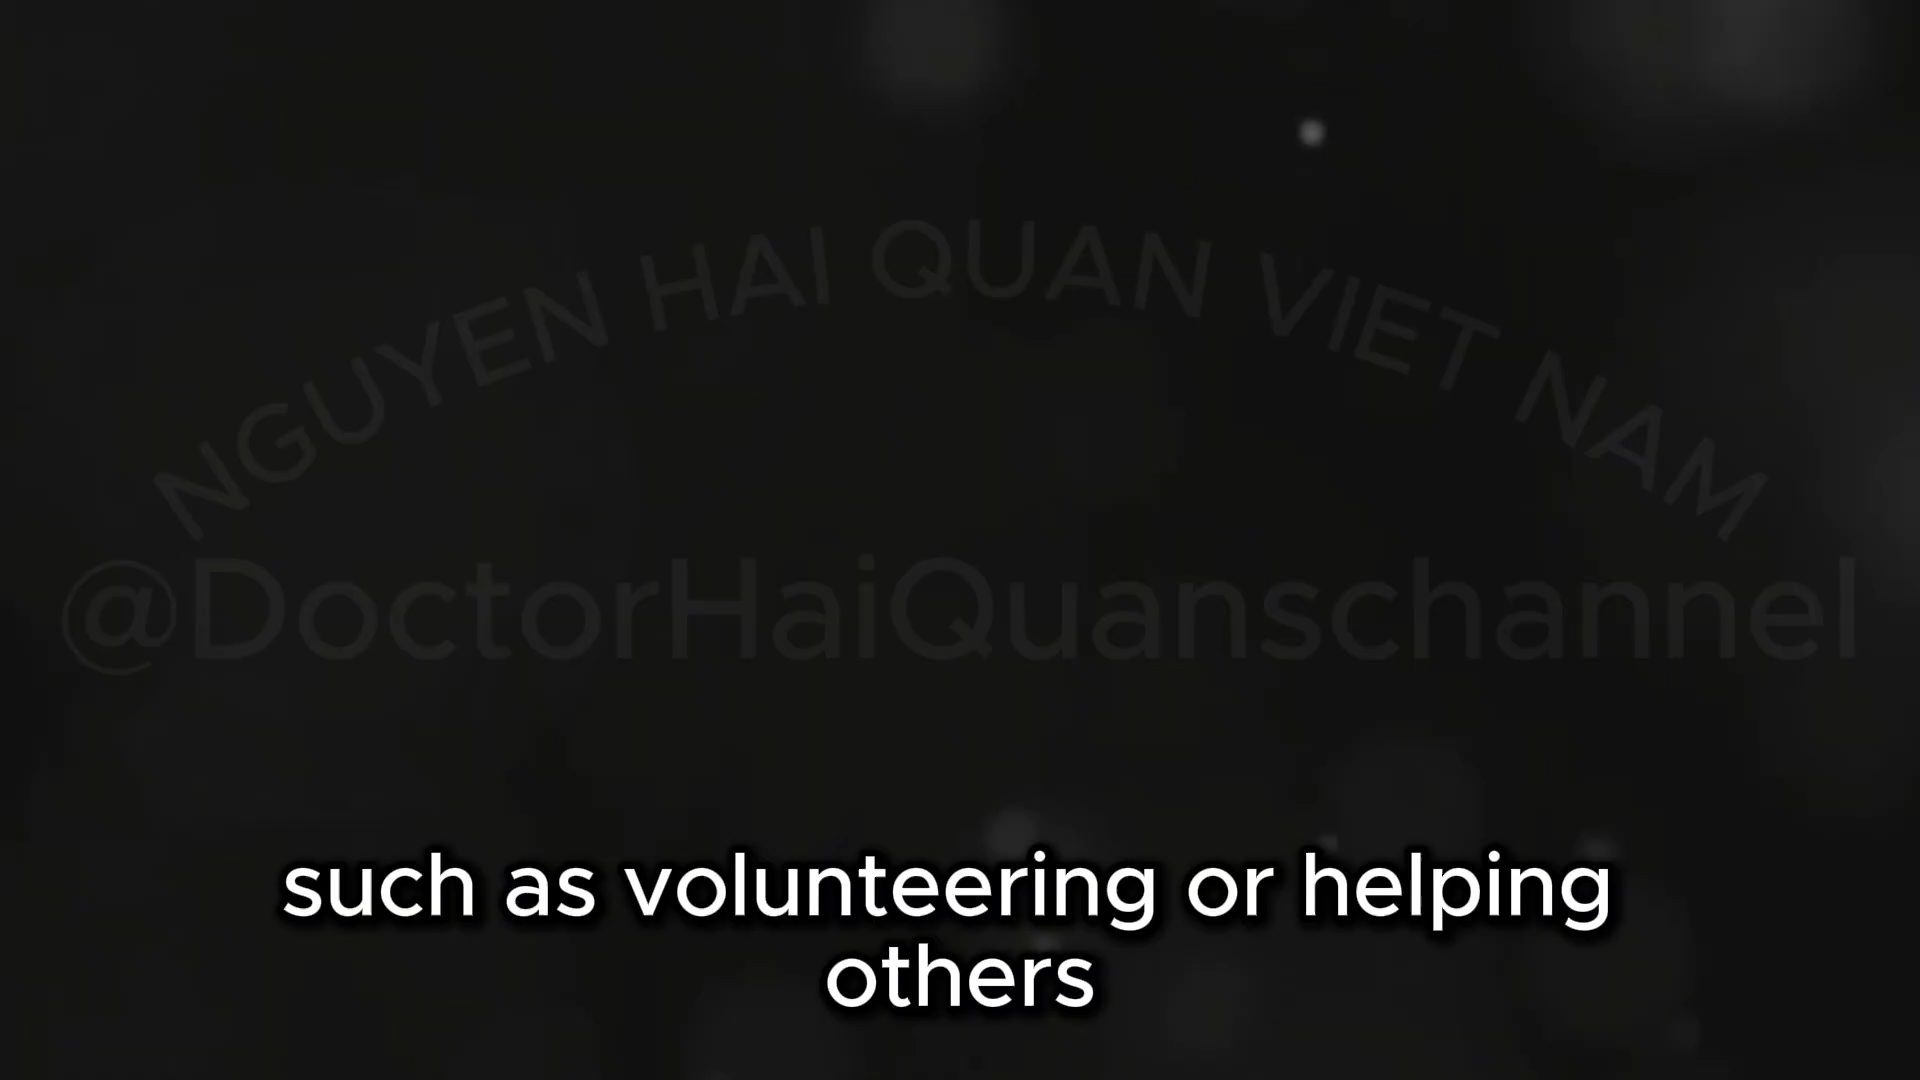 NGUYEN HAI QUAN VIET NAM
@DoctorHaiQuanschannel
such as volunteering or helping
others